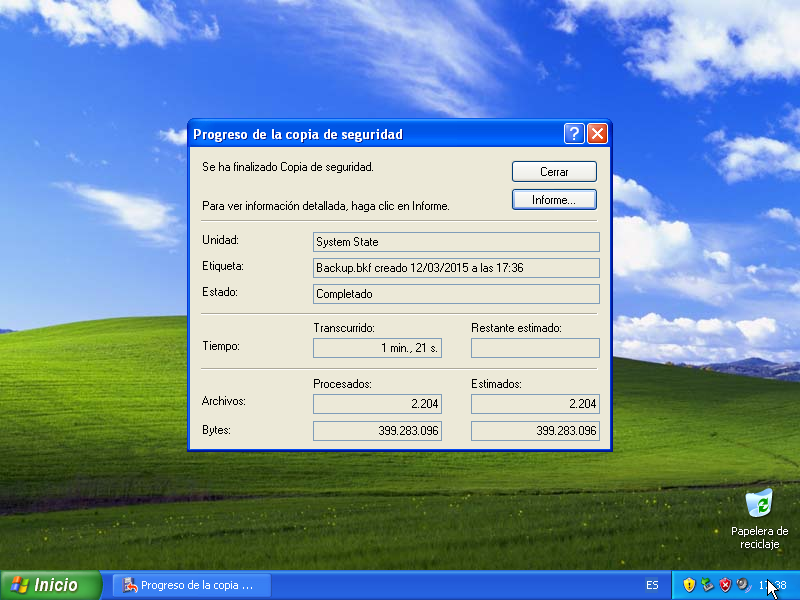 Progreso de la copia de seguridad
Se ha finalizado Copia de seguridad.
Cerrar
Para ver información detallada, haga clic en Informe.
Informe...
Unidad: System State
Etiqueta: Backup.bkf creado 12/03/2015 a las 17:36
Estado: Completado
Transcurrido: Restante estimado:
Tiempo: 1 min., 21 s.
Procesados: Estimados:
Archivos: 2.204 2.204
Bytes: 399.283.096 399.283.096
Papelera de
reciclaje
Inicio Progreso de la copia ... ES